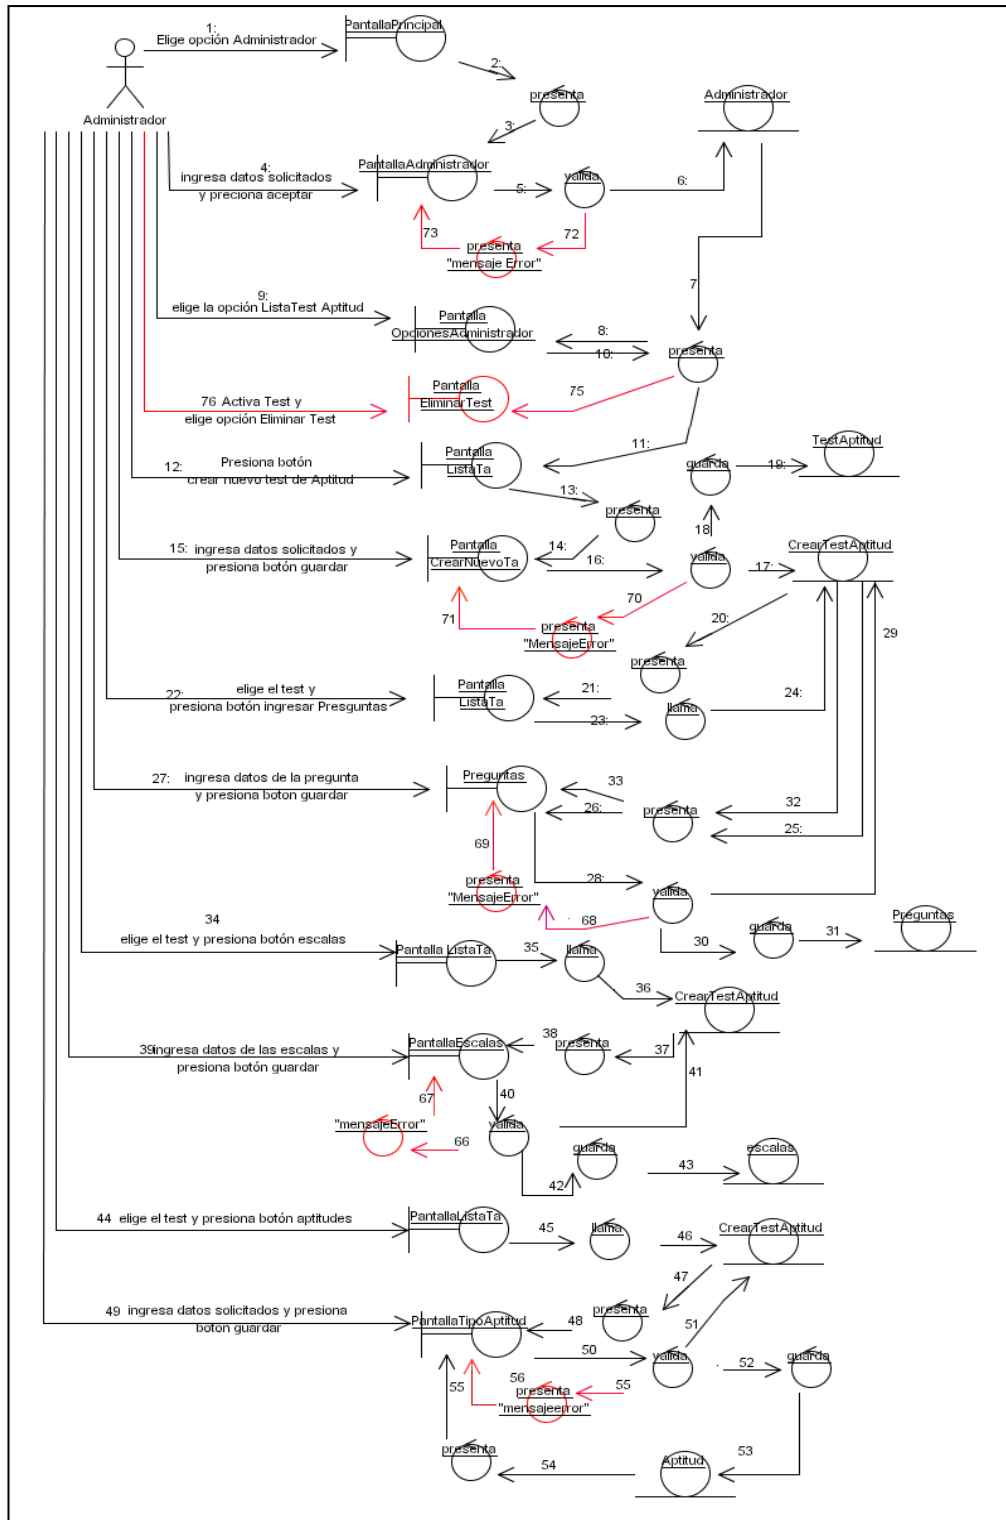 1:
Elige opción Administrador
PantallaPrincipal
2:
presenta
Administrador
Administrador
3:
4:
ingresa datos solicitados
y preciona aceptar
PantallaAdministrador
5:
valida
6:
73
72
presenta
"mensaje Error"
7
9:
elige la opción ListaTest Aptitud
Pantalla
OpcionesAdministrador
8:
10:
presenta
76 Activa Test y
elige opción Eliminar Test
Pantalla
EliminarTest
75
11:
12:
Presiona botón
crear nuevo test de Aptitud
Pantalla
ListaTa
13:
presenta
guarda
19:
TestAptitud
18
15:
ingresa datos solicitados y
presiona botón guardar
Pantalla
CrearNuevoTa
14:
16:
valida
17:
CrearTestAptitud
71
70
presenta
"MensajeError"
20:
presenta
29
22:
elige el test y
presiona botón ingresar Presguntas
Pantalla
ListaTa
21:
23:
llama
24:
27:
ingresa datos de la pregunta
y presiona boton guardar
Preguntas
33
26:
presenta
32
25:
69
presenta
"MensajeError"
28:
valida
68
34
elige el test y presiona botón escalas
Pantalla ListaTa
35
llama
30
guarda
31
Preguntas
36
CrearTestAptitud
39
ingresa datos de las escalas y
presiona botón guardar
PantallaEscalas
38
presenta
37
41
67
40
"mensajeError"
66
valida
guarda
42
43
escalas
44 elige el test y presiona botón aptitudes
PantallaListaTa
45
llama
46
CrearTestAptitud
47
49 ingresa datos solicitados y presiona
boton guardar
PantallaTipoAptitud
48
presenta
51
50
valida
52
guarda
55
56
presenta
"mensajeerror"
55
53
presenta
54
Aptitud